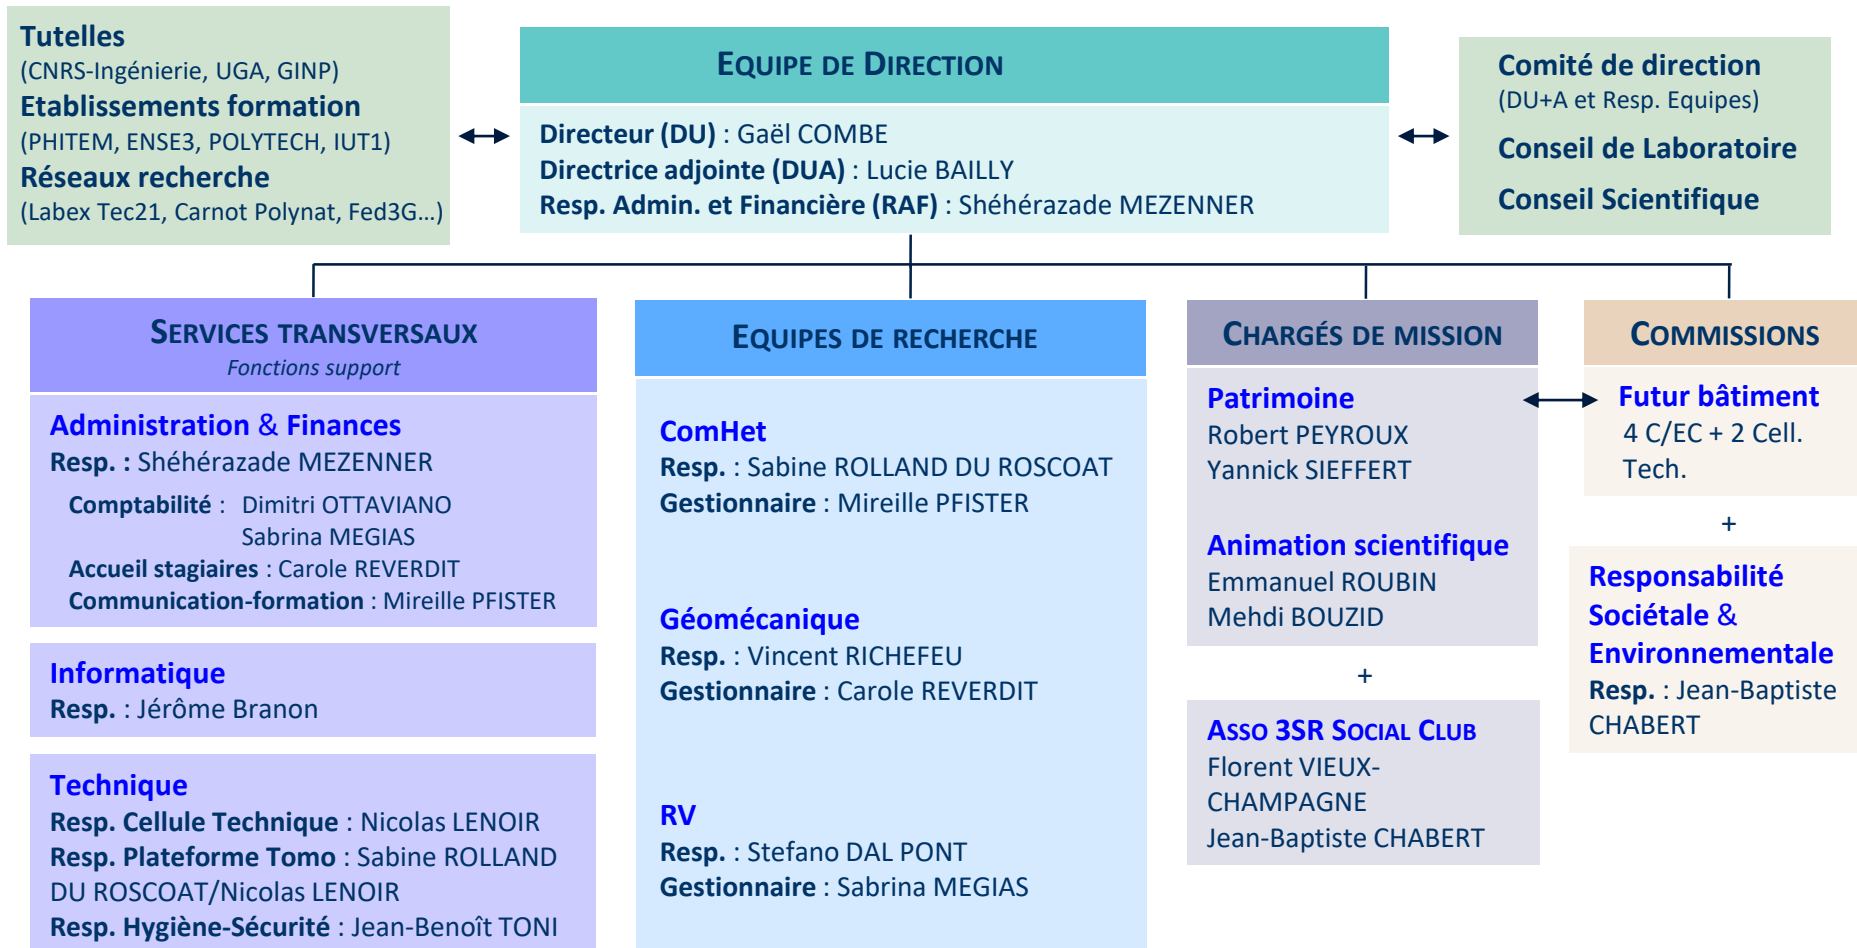 Tutelles
(CNRS-Ingénierie, UGA, GINP)
Etablissements formation
(PHITEM, ENSE3, POLYTECH, IUT1)
Réseaux recherche
(Labex Tec21, Carnot Polynat, Fed3G...)
EQUIPE DE DIRECTION
Directeur (DU) : Gaël COMBE
Directrice adjointe (DUA) : Lucie BAILLY
Resp. Admin. et Financière (RAF) : Shéhérazade MEZENNER
Comité de direction
(DU+A et Resp. Equipes)
Conseil de Laboratoire
Conseil Scientifique
SERVICES TRANSVERSAUX
Fonctions support
Administration & Finances
Resp. : Shéhérazade MEZENNER
Comptabilité : Dimitri OTTAVIANO
Sabrina MEGIAS
Accueil stagiaires : Carole REVERDIT
Communication-formation : Mireille PFISTER
Informatique
Resp. : Jérôme Branon
Technique
Resp. Cellule Technique : Nicolas LENOIR
Resp. Plateforme Tomo : Sabine ROLLAND
DU ROSCOAT/Nicolas LENOIR
Resp. Hygiène-Sécurité : Jean-Benoît TONI
EQUIPES DE RECHERCHE
ComHet
Resp. : Sabine ROLLAND DU ROSCOAT
Gestionnaire : Mireille PFISTER
Géomécanique
Resp. : Vincent RICHEFEU
Gestionnaire : Carole REVERDIT
RV
Resp. : Stefano DAL PONT
Gestionnaire : Sabrina MEGIAS
CHARGÉS DE MISSION
Patrimoine
Robert PEYROUX
Yannick SIEFFERT
Animation scientifique
Emmanuel ROUBIN
Mehdi BOUZID
+
ASSO 3SR SOCIAL CLUB
Florent VIEUX-
CHAMPAGNE
Jean-Baptiste CHABERT
COMMISSIONS
Futur bâtiment
4 C/EC + 2 Cell.
Tech.
+
Responsabilité
Sociétale &
Environnementale
Resp. : Jean-Baptiste
CHABERT